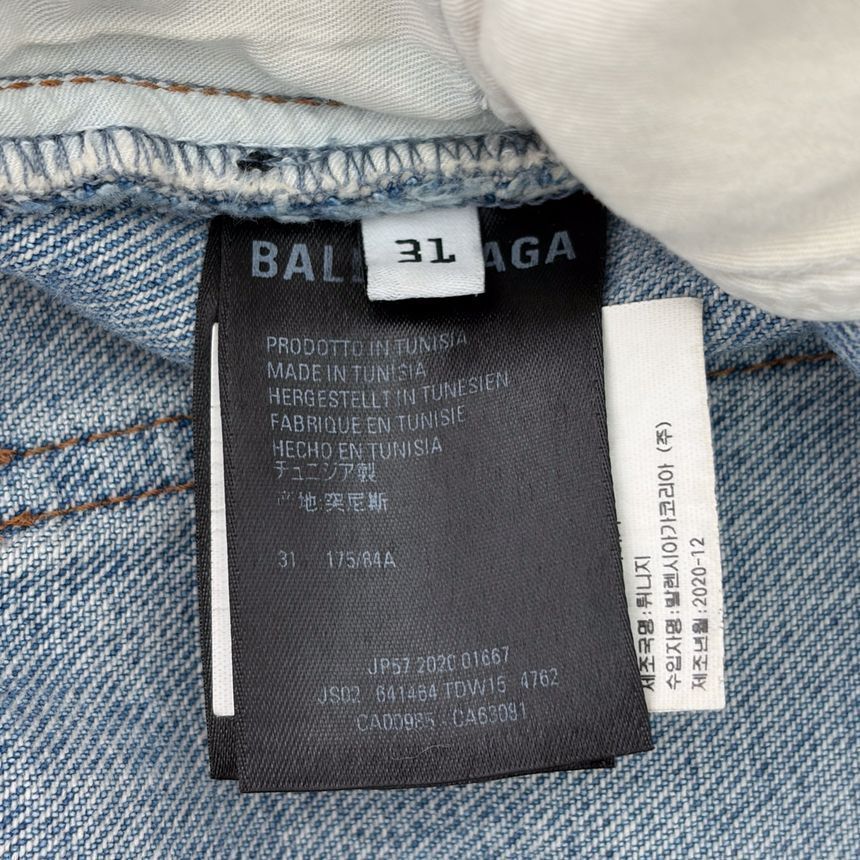 BAL AGA
31
PRODOTTO IN TUNISIA
MADE IN TUNISIA
HERGESTELLT IN TUNESIEN
FABRIQUE EN TUNISIE
HECHO EN TUNISIA
チュニジア製
产地:突尼斯
31 175/84A
JP57 2020 01667
JS02 641464 TDW15 4762
CA00985 - CA63091
제조국명:튀니지
수입자명:발렌시아가코리아 (주)
제조년월:2020-12